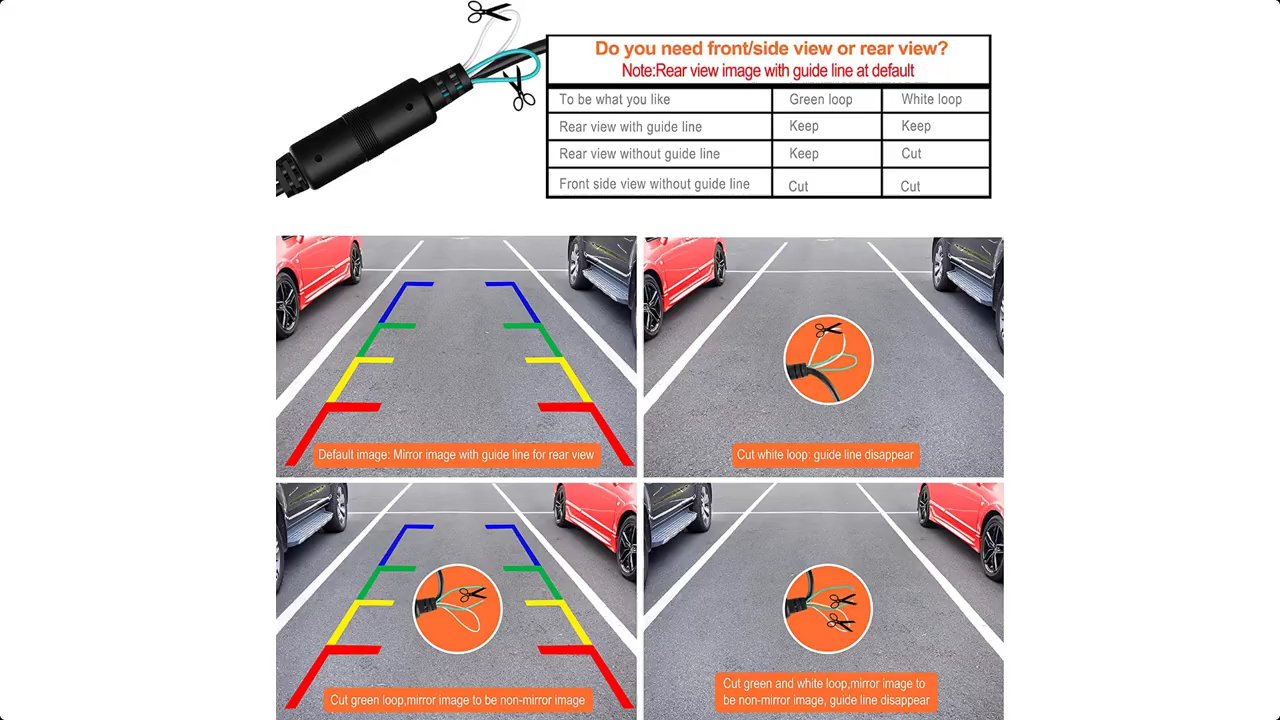 Do you need front/side view or rear view?
Note:Rear view image with guide line at default
To be what you like Green loop White loop
Rear view with guide line Keep Keep
Rear view without guide line Keep Cut
Front side view without guide line Cut Cut
Default image: Mirror image with guide line for rear view
Cut white loop: guide line disappear
Cut green loop,mirror image to be non-mirror image
Cut green and white loop,mirror image to
be non-mirror image, guide line disappear